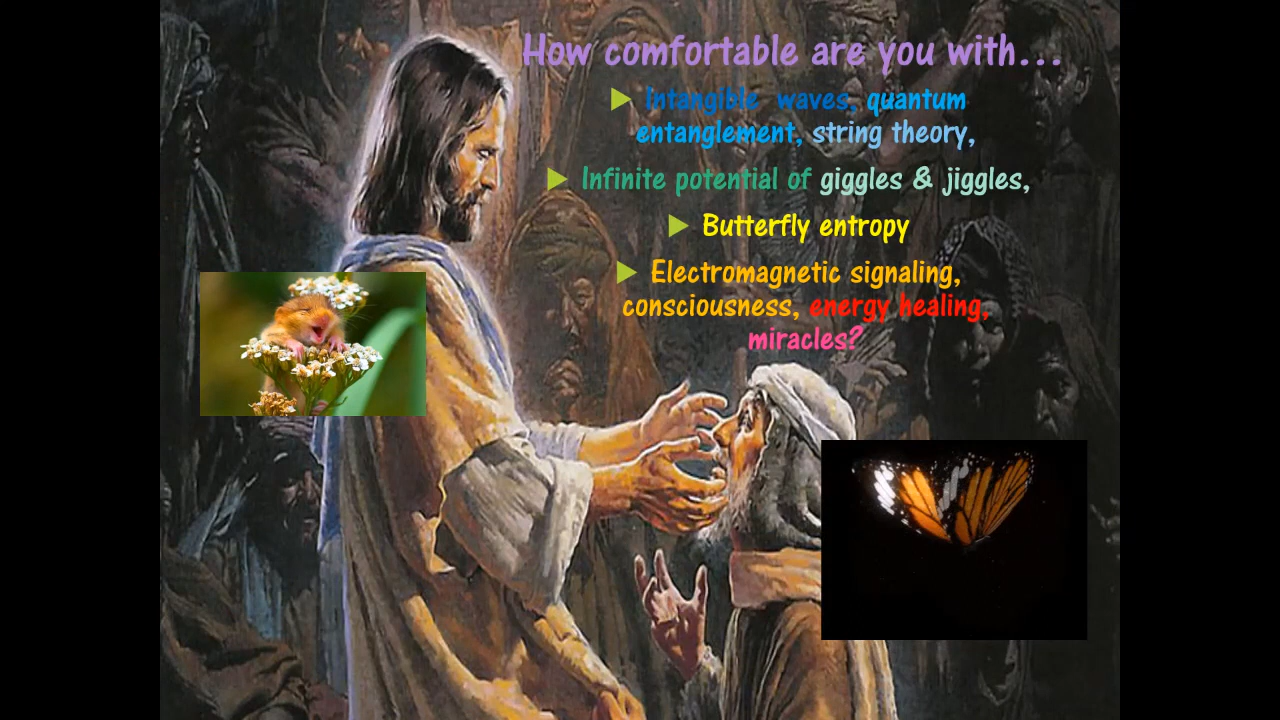 How comfortable are you with...
Intangible waves, quantum
entanglement, string theory,
Infinite potential of giggles & jiggles,
Butterfly entropy
Electromagnetic signaling,
consciousness, energy healing,
miracles?